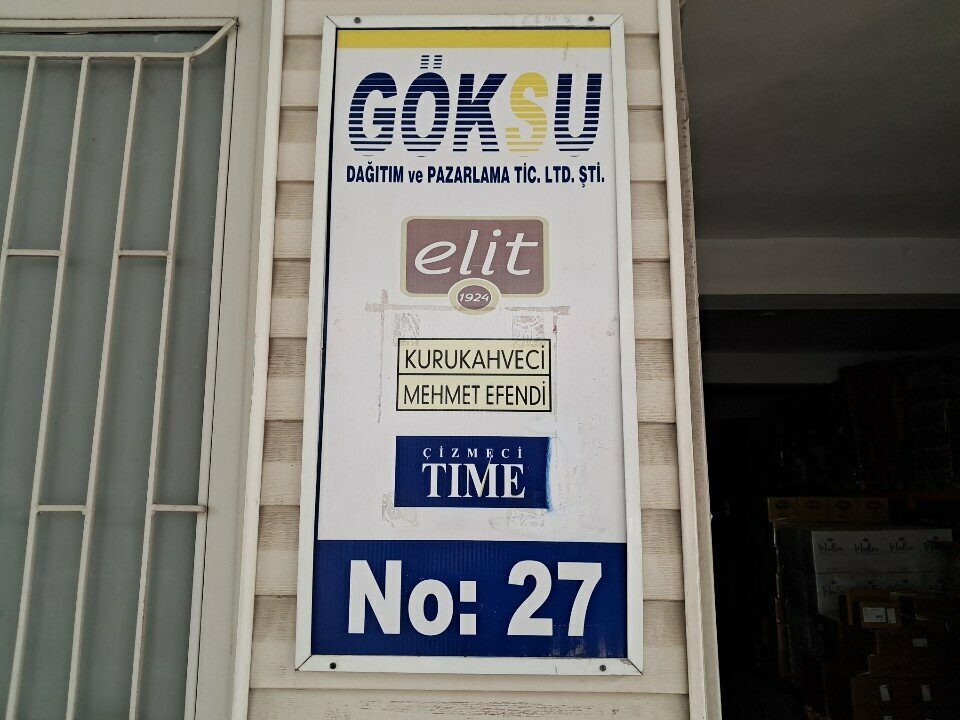 GÖKSU
DAĞITIM ve PAZARLAMA TİC. LTD. ŞTİ.
elit
1924
KURUKAHVECİ
MEHMET EFENDİ
ÇİZMECİ
TIME
No: 27